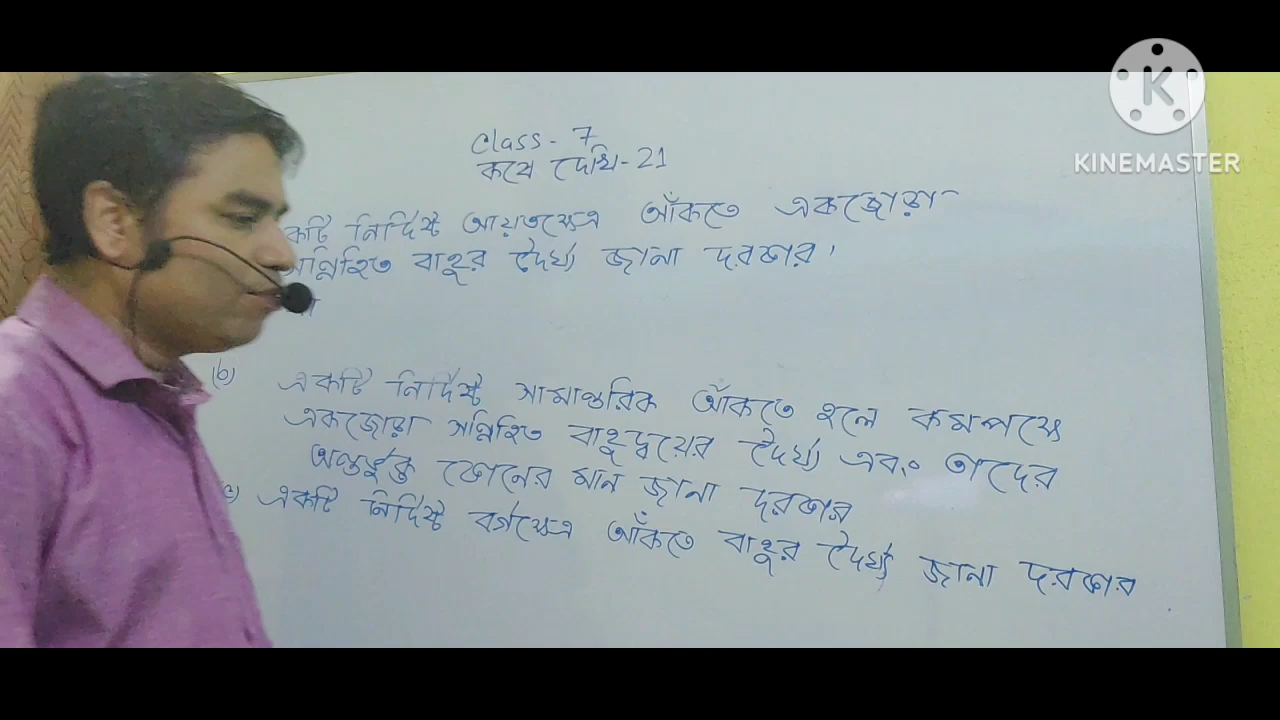 Class - 7
কষে দেখি - 21
কটি নির্দিষ্ট আয়তক্ষেত্র আঁকতে একজোড়া
সন্নিহিত বাহুর দৈর্ঘ্য জানা দরকার।
(b) একটি নির্দিষ্ট সামান্তরিক আঁকতে হলে কমপক্ষে
একজোড়া সন্নিহিত বাহুদ্বয়ের দৈর্ঘ্য এবং তাদের
অন্তর্ভুক্ত কোনের মান জানা দরকার
c) একটি নির্দিষ্ট বর্গক্ষেত্র আঁকতে বাহুর দৈর্ঘ্য জানা দরকার
K
KINEMASTER